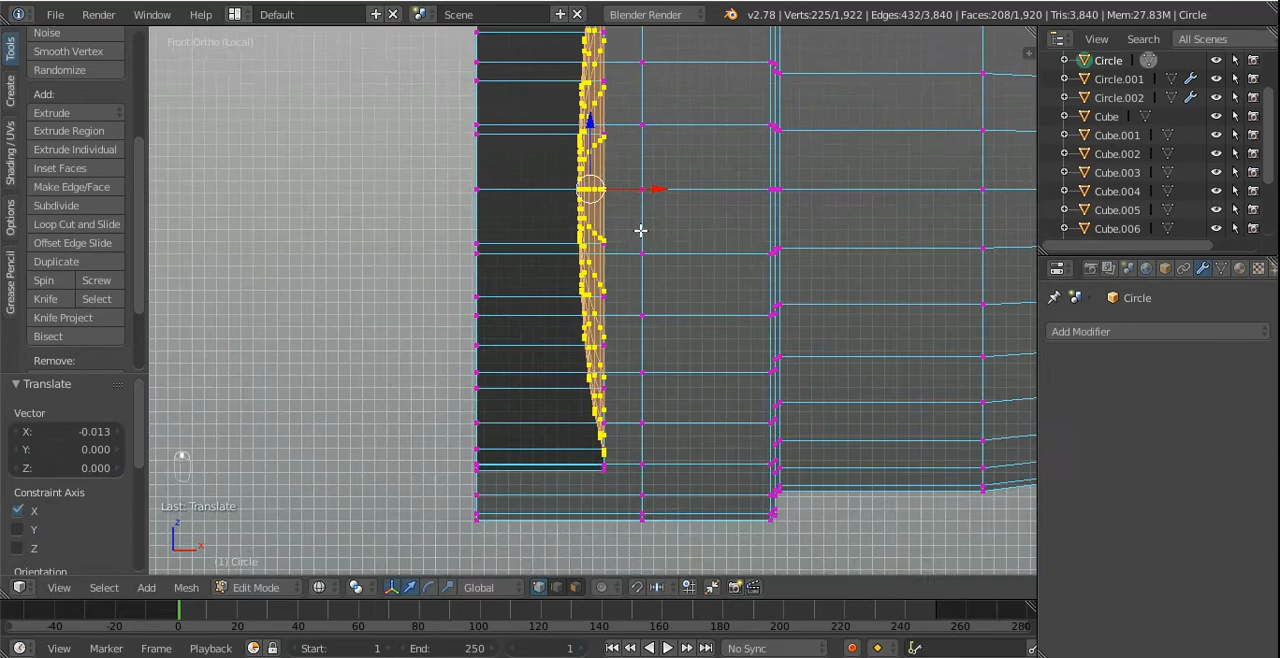 File Render Window Help Default Scene Blender Render v2.78 | Verts:225/1,922 | Edges:432/3,840 | Faces:208/1,920 | Tris:3,840 | Mem:27.83M | Circle
Tools
Create
Shading / UVs
Options
Grease Pencil
Noise
Smooth Vertex
Randomize
Add:
Extrude
Extrude Region
Extrude Individual
Inset Faces
Make Edge/Face
Subdivide
Loop Cut and Slide
Offset Edge Slide
Duplicate
Spin Screw
Knife Select
Knife Project
Bisect
Remove:
Translate
Vector
X: -0.013
Y: 0.000
Z: 0.000
Constraint Axis
X
Y
Z
Orientation
Front Ortho (Local)
Last: Translate
z
x
(1) Circle
View Search All Scenes
Circle
Circle.001
Circle.002
Cube
Cube.001
Cube.002
Cube.003
Cube.004
Cube.005
Cube.006
Circle
Add Modifier
View Select Add Mesh Edit Mode Global
-40 -20 0 20 40 60 80 100 120 140 160 180 200 220 240 260 280
View Marker Frame Playback Start: 1 End: 250 1 No Sync